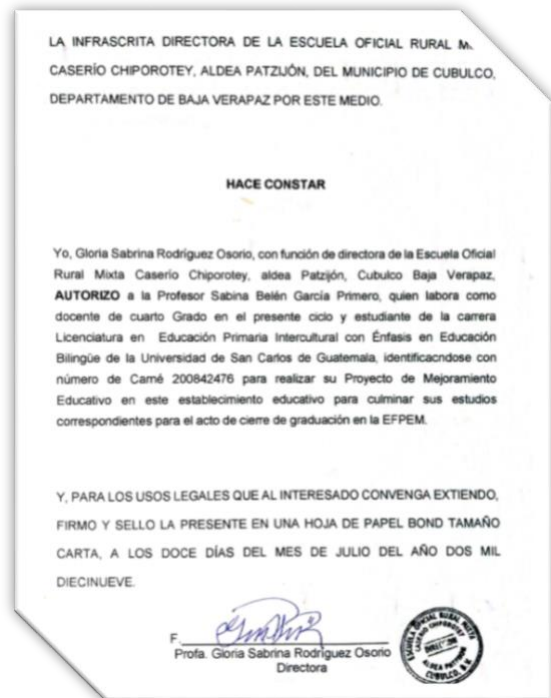 LA INFRASCRITA DIRECTORA DE LA ESCUELA OFICIAL RURAL
CASERÍO CHIPOROTEY, ALDEA PATZIJÓN, DEL MUNICIPIO DE CUBULCO,
DEPARTAMENTO DE BAJA VERAPAZ POR ESTE MEDIO.
HACE CONSTAR
Yo, Gloria Sabrina Rodríguez Osorio, con función de directora de la Escuela Oficial
Rural Mixta Caserío Chiporotey, aldea Patzijón, Cubulco Baja Verapaz,
AUTORIZO a la Profesor Sabina Belén García Primero, quien labora como
docente de cuarto Grado en el presente ciclo y estudiante de la carrera
Licenciatura en Educación Primaria Intercultural con Énfasis en Educación
Bilingüe de la Universidad de San Carlos de Guatemala, identificacndose con
número de Carné 200842476 para realizar su Proyecto de Mejoramiento
Educativo en este establecimiento educativo para culminar sus estudios
correspondientes para el acto de cierre de graduación en la EFPEM.
Y, PARA LOS USOS LEGALES QUE AL INTERESADO CONVENGA EXTIENDO,
FIRMO Y SELLO LA PRESENTE EN UNA HOJA DE PAPEL BOND TAMAÑO
CARTA, A LOS DOCE DÍAS DEL MES DE JULIO DEL AÑO DOS MIL
DIECINUEVE.
F.
Profa. Gloria Sabrina Rodríguez Osorio
Directora
ESCUELA OFICIAL RURAL MIXTA
CASERIO CHIPOROTEY
ALDEA
CUBULCO, B.V.